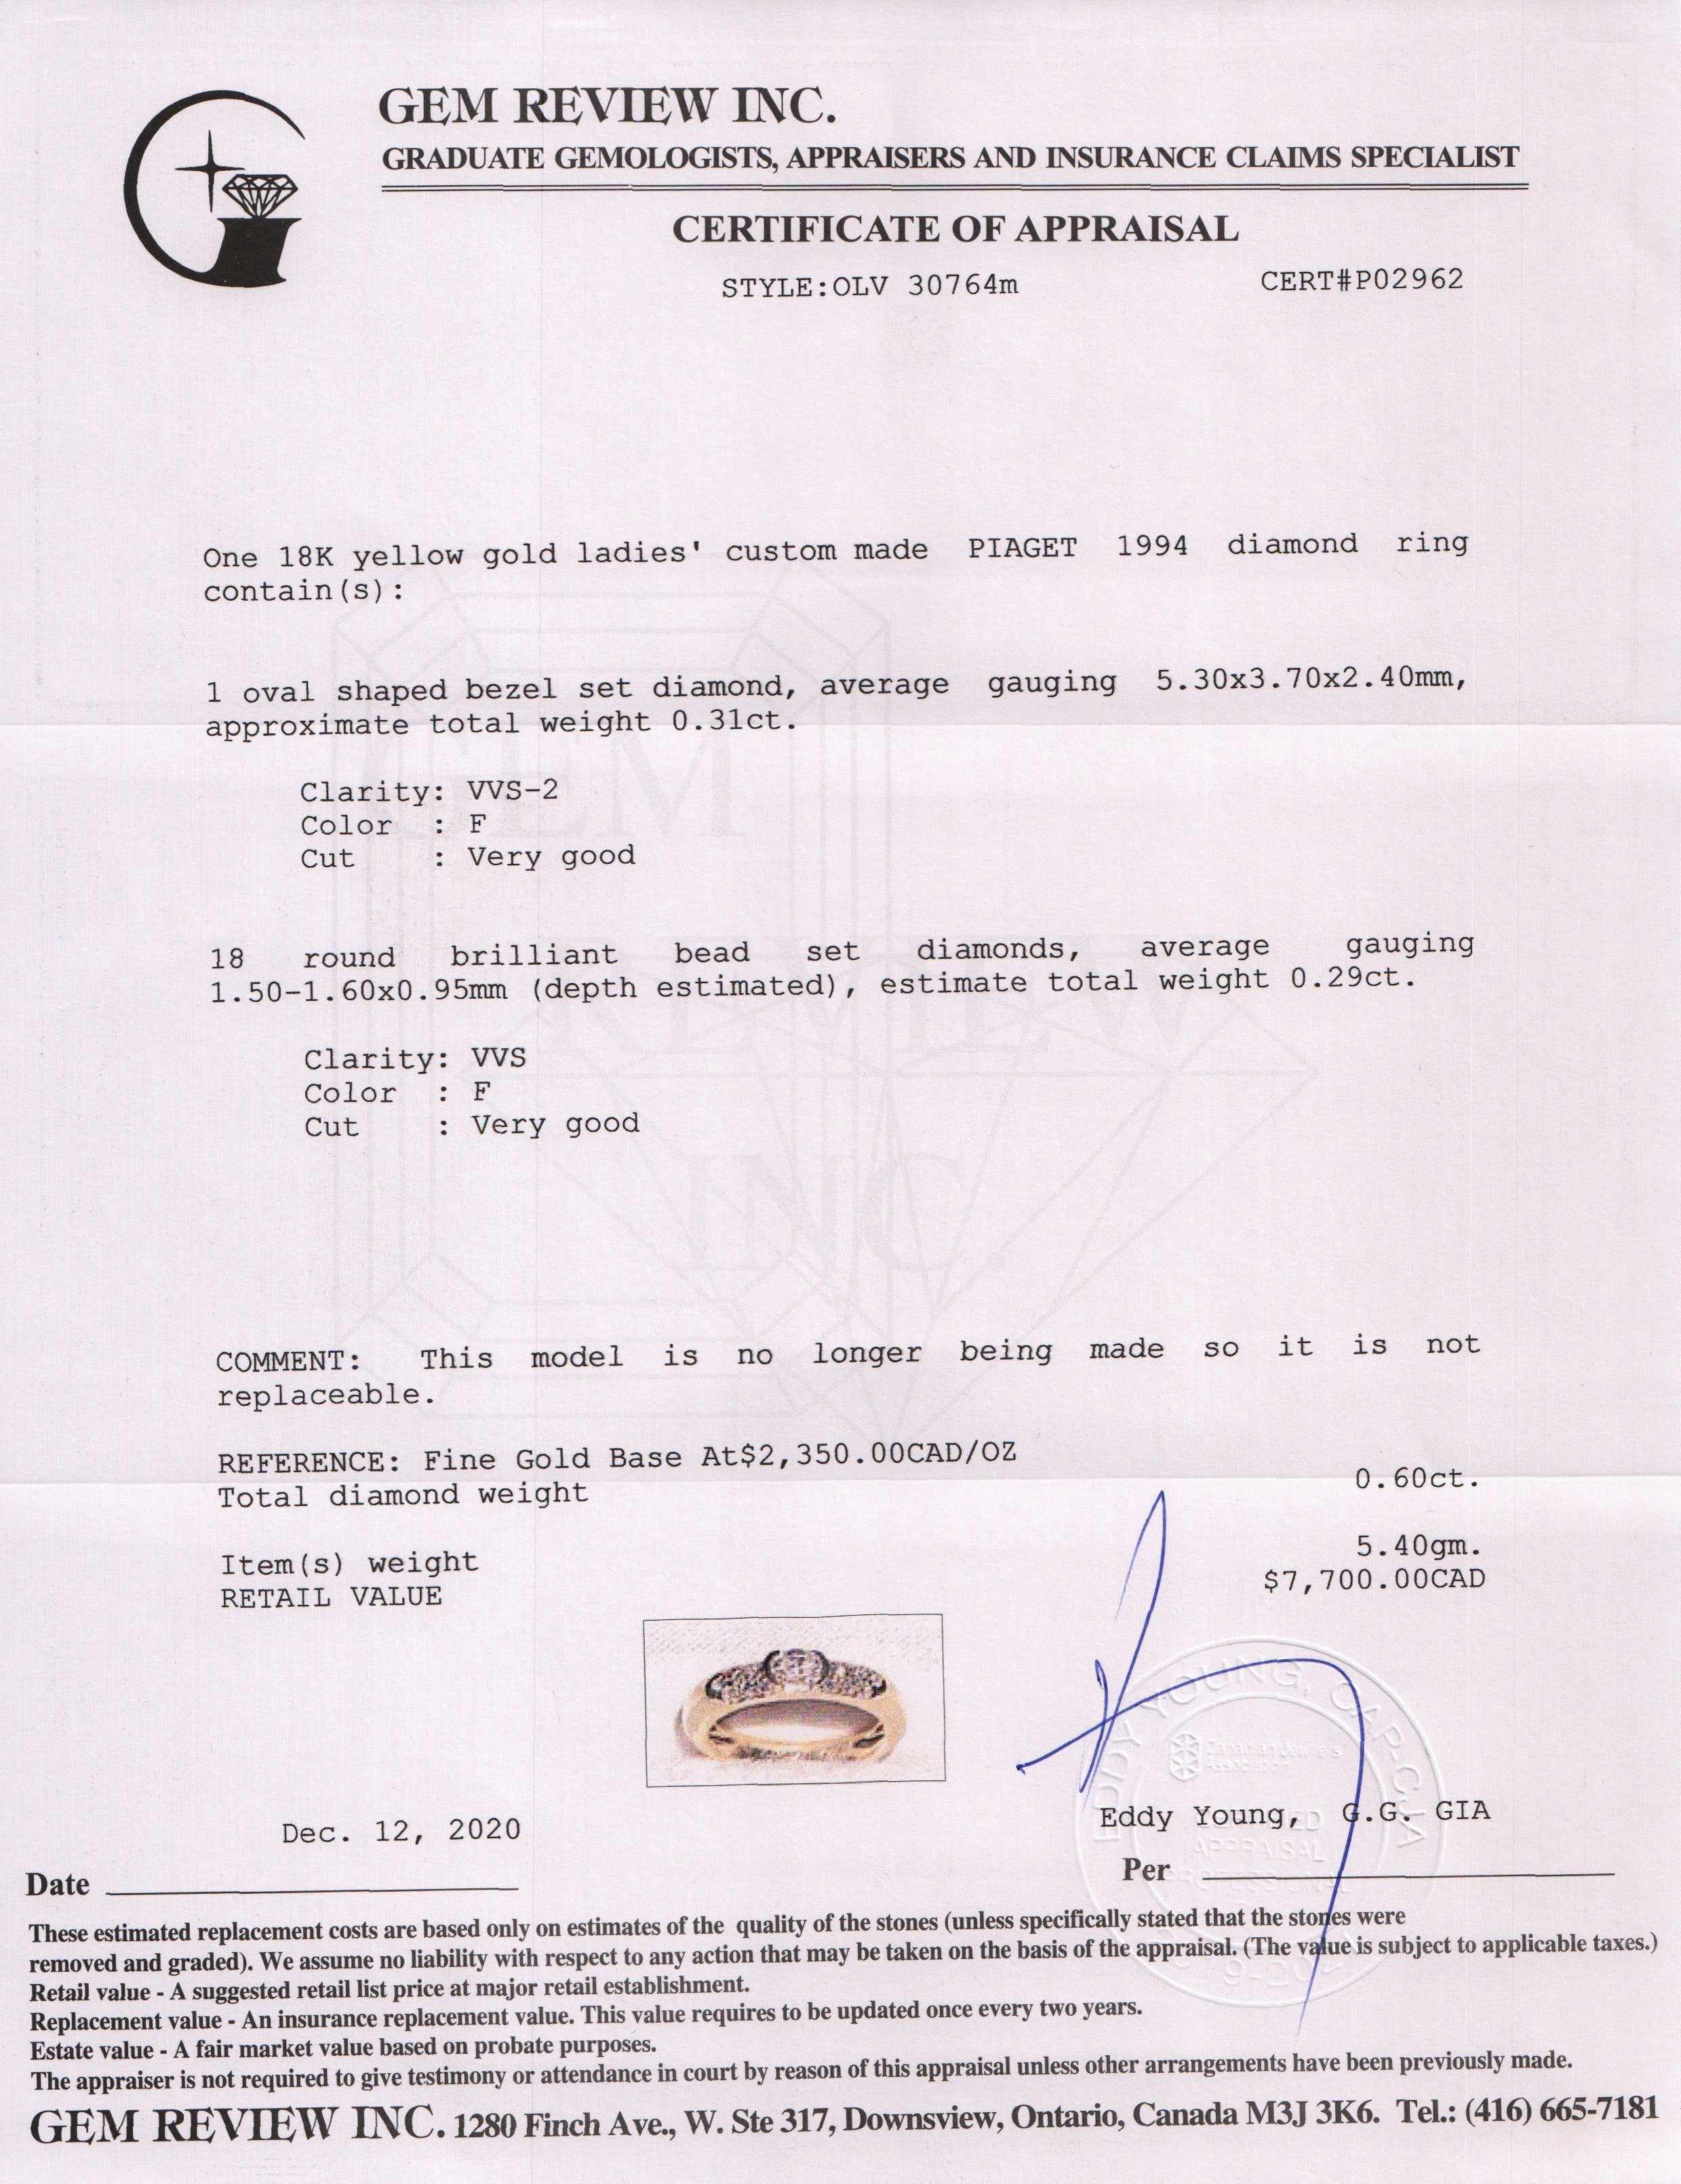 GEM REVIEW INC.
GRADUATE GEMOLOGISTS, APPRAISERS AND INSURANCE CLAIMS SPECIALIST
CERTIFICATE OF APPRAISAL
STYLE:OLV 30764m
CERT#P02962
One 18K yellow gold ladies' custom made PIAGET 1994 diamond ring
contain(s):
1 oval shaped bezel set diamond, average gauging 5.30x3.70x2.40mm,
approximate total weight 0.31ct.
GEM
Clarity: VVS-2
Color : F
Cut : Very good
18 round brilliant bead set diamonds, average gauging
1.50-1.60x0.95mm (depth estimated), estimate total weight 0.29ct.
REVIEW
Clarity: VVS
Color : F
Cut : Very good
INC.
COMMENT: This model is no longer being made so it is not
replaceable.
REFERENCE: Fine Gold Base At$2,350.00CAD/OZ
Total diamond weight 0.60ct.
Item(s) weight 5.40gm.
RETAIL VALUE $7,700.00CAD
EDDY YOUNG, CAP-CJA
Canadian Jewellers
Association
APPRAISAL
Eddy Young, G.G. GIA
Dec. 12, 2020
Date
Per
These estimated replacement costs are based only on estimates of the quality of the stones (unless specifically stated that the stones were
removed and graded). We assume no liability with respect to any action that may be taken on the basis of the appraisal. (The value is subject to applicable taxes.)
Retail value - A suggested retail list price at major retail establishment.
Replacement value - An insurance replacement value. This value requires to be updated once every two years.
Estate value - A fair market value based on probate purposes.
The appraiser is not required to give testimony or attendance in court by reason of this appraisal unless other arrangements have been previously made.
GEM REVIEW INC. 1280 Finch Ave., W. Ste 317, Downsview, Ontario, Canada M3J 3K6. Tel.: (416) 665-7181